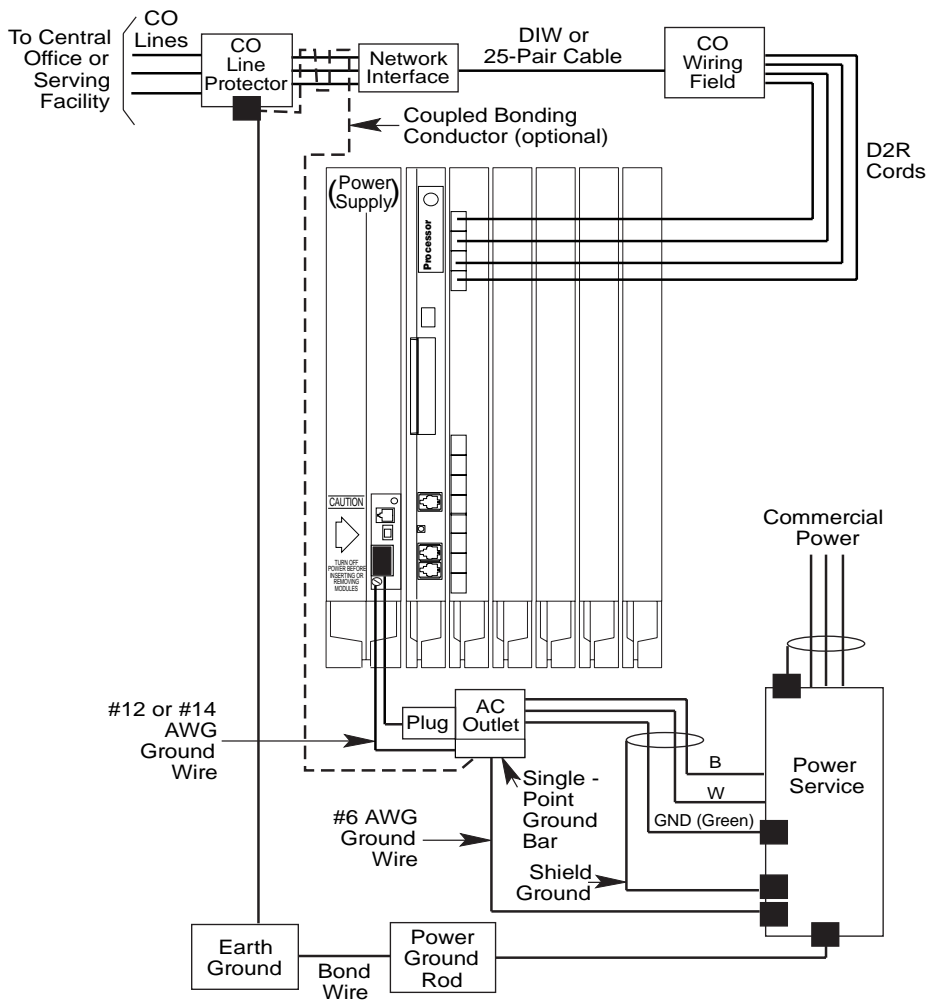 To Central
Office or
Serving
Facility
CO
Lines
CO
Line
Protector
Network
Interface
DIW or
25-Pair Cable
CO
Wiring
Field
Coupled Bonding
Conductor (optional)
D2R
Cords
(Power
Supply)
Processor
CAUTION
TURN OFF
POWER BEFORE
INSERTING OR
REMOVING
MODULES
Commercial
Power
#12 or #14
AWG
Ground
Wire
Plug
AC
Outlet
B
W
GND (Green)
Power
Service
Single -
Point
Ground
Bar
#6 AWG
Ground
Wire
Shield
Ground
Earth
Ground
Bond
Wire
Power
Ground
Rod